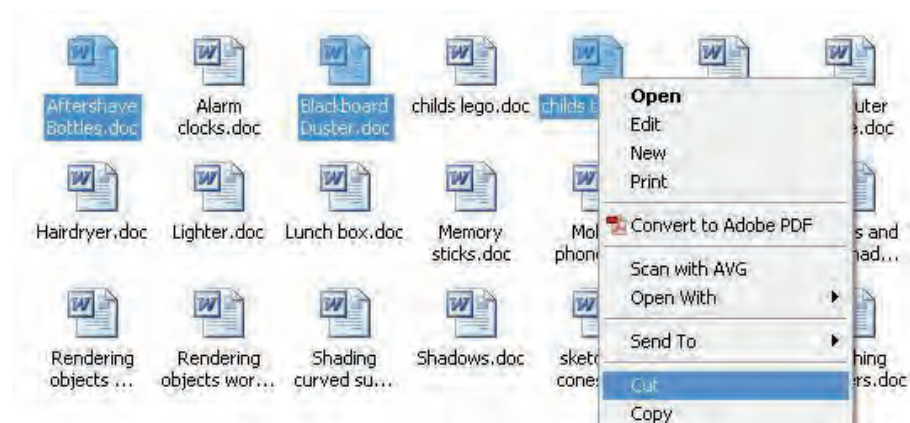 Aftershave
Bottles.doc
Alarm
clocks.doc
Blackboard
Duster.doc
childs lego.doc
childs
.doc
Hairdryer.doc
Lighter.doc
Lunch box.doc
Memory
sticks.doc
Rendering
objects ...
Rendering
objects wor...
Shading
curved su...
Shadows.doc
Open
Edit
New
Print
Convert to Adobe PDF
Scan with AVG
Open With
Send To
Cut
Copy